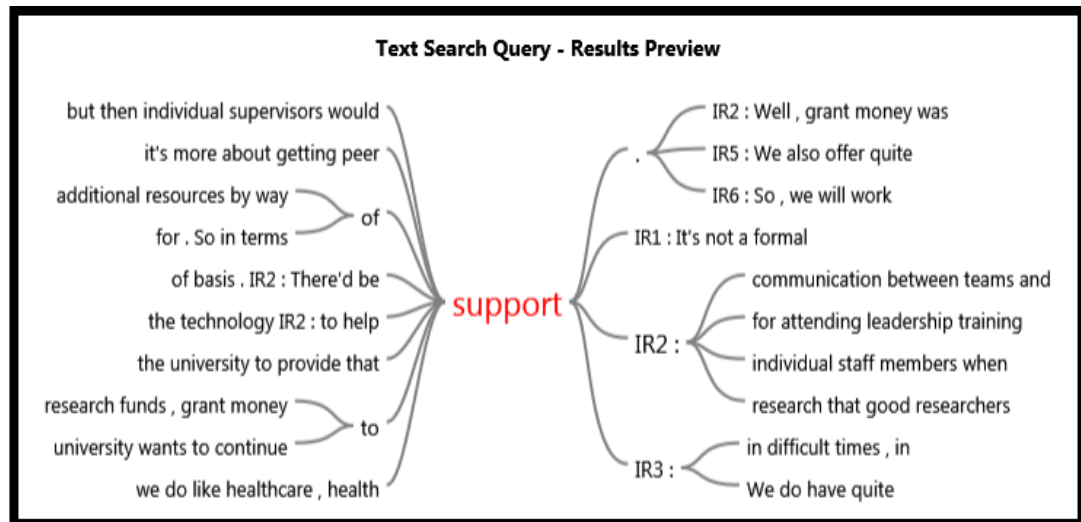 Text Search Query - Results Preview
but then individual supervisors would
it's more about getting peer
additional resources by way
for . So in terms
of
of basis . IR2 : There'd be
the technology IR2 : to help
the university to provide that
research funds , grant money
university wants to continue
to
we do like healthcare , health
support
.
IR2 : Well , grant money was
IR5 : We also offer quite
IR6 : So , we will work
IR1 : It's not a formal
IR2 :
communication between teams and
for attending leadership training
individual staff members when
research that good researchers
IR3 :
in difficult times , in
We do have quite